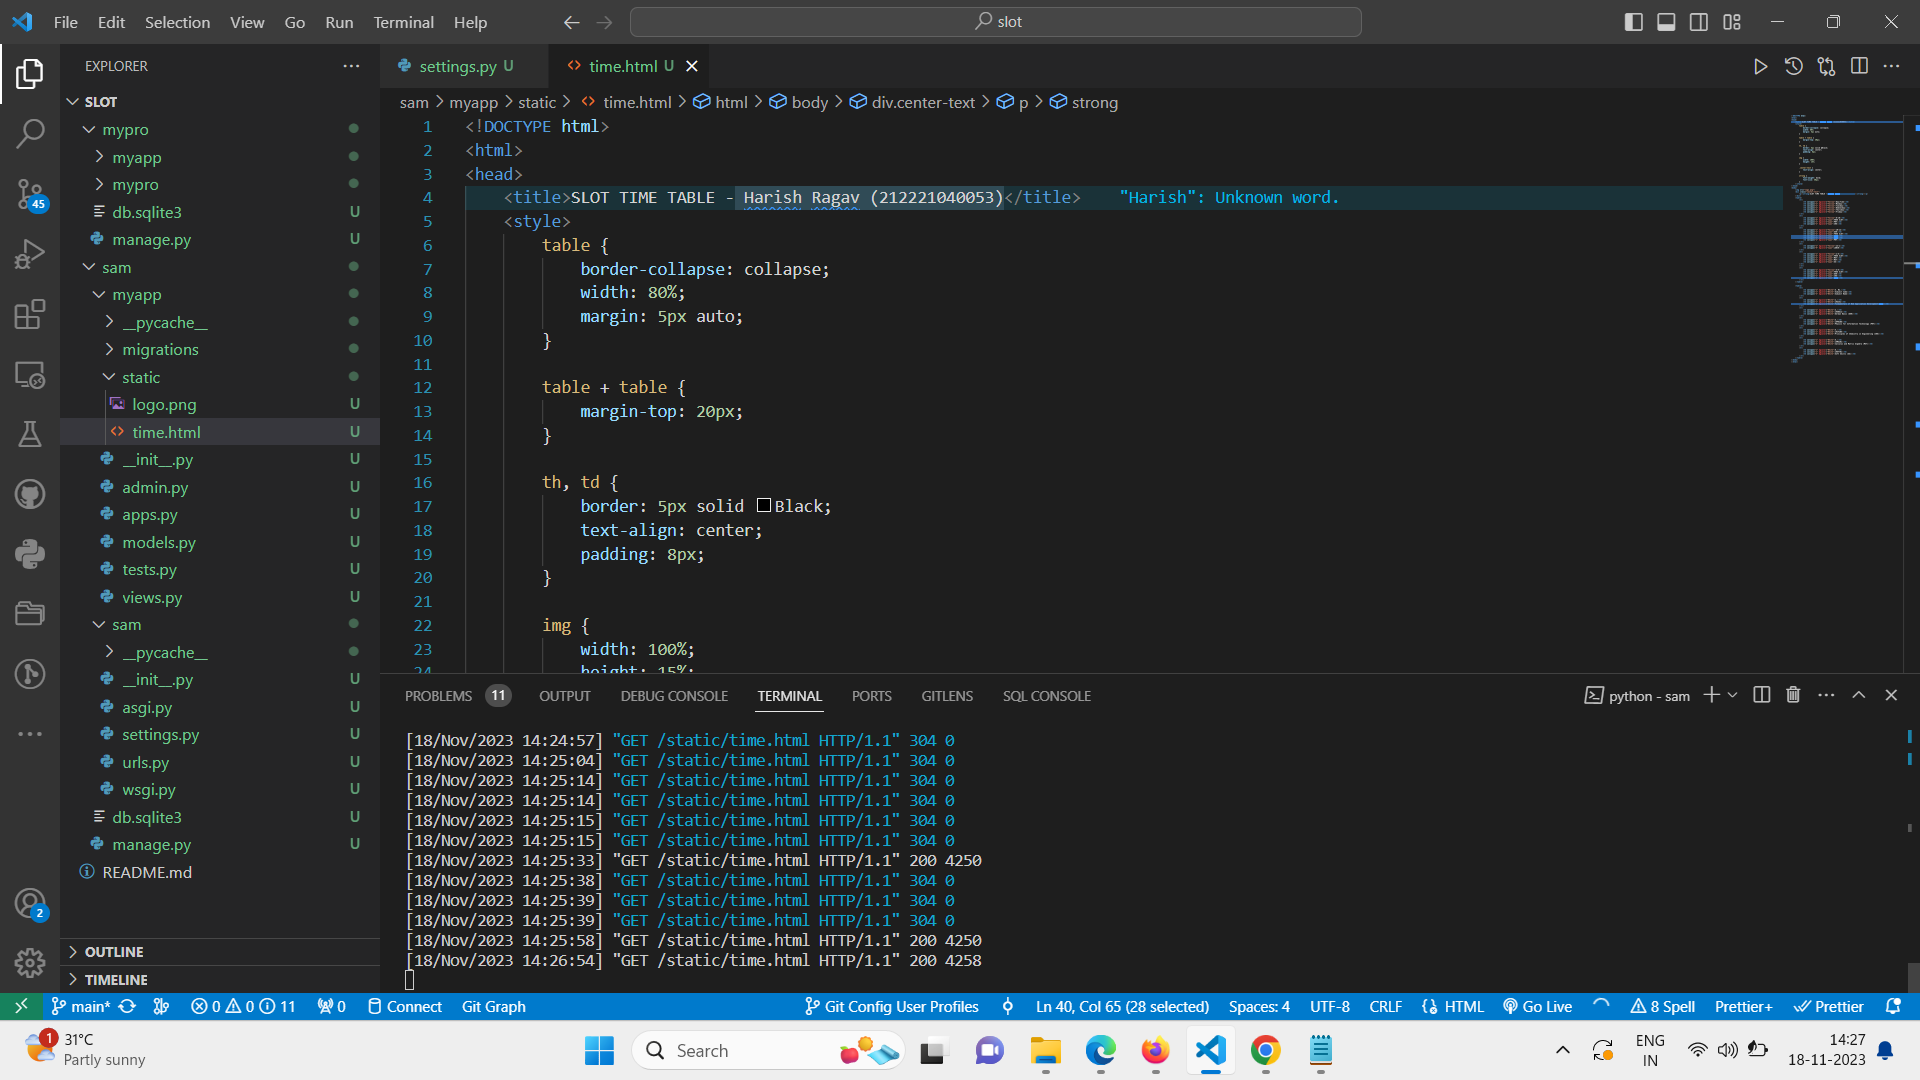 File Edit Selection View Go Run Terminal Help
slot
EXPLORER
SLOT
mypro
myapp
mypro
db.sqlite3 U
manage.py U
sam
myapp
__pycache__
migrations
static
logo.png U
time.html U
__init__.py U
admin.py U
apps.py U
models.py U
tests.py U
views.py U
sam
__pycache__
__init__.py U
asgi.py U
settings.py U
urls.py U
wsgi.py U
db.sqlite3 U
manage.py U
README.md
OUTLINE
TIMELINE
45
2
settings.py U
time.html U
sam > myapp > static > time.html > html > body > div.center-text > p > strong
1 <!DOCTYPE html>
2 <html>
3 <head>
4 <title>SLOT TIME TABLE - Harish Ragav (212221040053)</title> "Harish": Unknown word.
5 <style>
6 table {
7 border-collapse: collapse;
8 width: 80%;
9 margin: 5px auto;
10 }
11
12 table + table {
13 margin-top: 20px;
14 }
15
16 th, td {
17 border: 5px solid Black;
18 text-align: center;
19 padding: 8px;
20 }
21
22 img {
23 width: 100%;
24 height: 15%;
PROBLEMS 11 OUTPUT DEBUG CONSOLE TERMINAL PORTS GITLENS SQL CONSOLE
python - sam
[18/Nov/2023 14:24:57] "GET /static/time.html HTTP/1.1" 304 0
[18/Nov/2023 14:25:04] "GET /static/time.html HTTP/1.1" 304 0
[18/Nov/2023 14:25:14] "GET /static/time.html HTTP/1.1" 304 0
[18/Nov/2023 14:25:14] "GET /static/time.html HTTP/1.1" 304 0
[18/Nov/2023 14:25:15] "GET /static/time.html HTTP/1.1" 304 0
[18/Nov/2023 14:25:15] "GET /static/time.html HTTP/1.1" 304 0
[18/Nov/2023 14:25:33] "GET /static/time.html HTTP/1.1" 200 4250
[18/Nov/2023 14:25:38] "GET /static/time.html HTTP/1.1" 304 0
[18/Nov/2023 14:25:39] "GET /static/time.html HTTP/1.1" 304 0
[18/Nov/2023 14:25:39] "GET /static/time.html HTTP/1.1" 304 0
[18/Nov/2023 14:25:58] "GET /static/time.html HTTP/1.1" 200 4250
[18/Nov/2023 14:26:54] "GET /static/time.html HTTP/1.1" 200 4258
main* 0 0 11 0 Connect Git Graph Git Config User Profiles Ln 40, Col 65 (28 selected) Spaces: 4 UTF-8 CRLF HTML Go Live 8 Spell Prettier+ Prettier
1
31°C
Partly sunny
Search
ENG
IN
14:27
18-11-2023